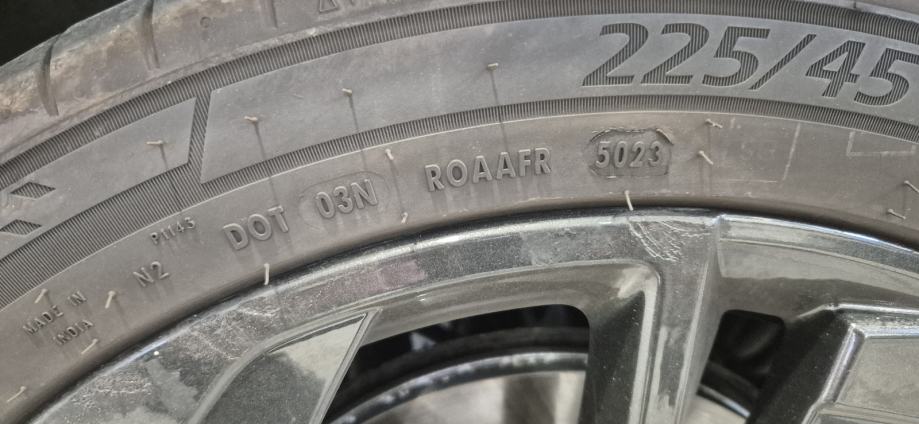 225/45
DOT 03N ROAAFR 5023
P1143
N2
MADE IN
INDIA